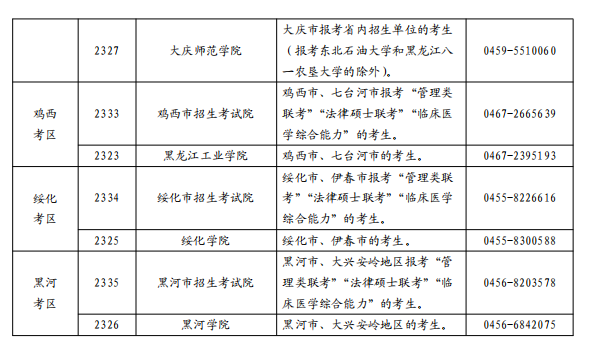 2327 大庆师范学院 大庆市报考省内招生单位的考生
（报考东北石油大学和黑龙江八
一农垦大学的除外）。 0459-5510060
鸡西
考区
2333 鸡西市招生考试院 鸡西市、七台河市报考“管理类
联考”“法律硕士联考”“临床医
学综合能力”的考生。 0467-2665639
2323 黑龙江工业学院 鸡西市、七台河市的考生。 0467-2395193
绥化
考区
2334 绥化市招生考试院 绥化市、伊春市报考“管理类联
考”“法律硕士联考”“临床医学
综合能力”的考生。 0455-8226616
2325 绥化学院 绥化市、伊春市的考生。 0455-8300588
黑河
考区
2335 黑河市招生考试院 黑河市、大兴安岭地区报考“管
理类联考”“法律硕士联考”“临
床医学综合能力”的考生。 0456-8203578
2326 黑河学院 黑河市、大兴安岭地区的考生。 0456-6842075